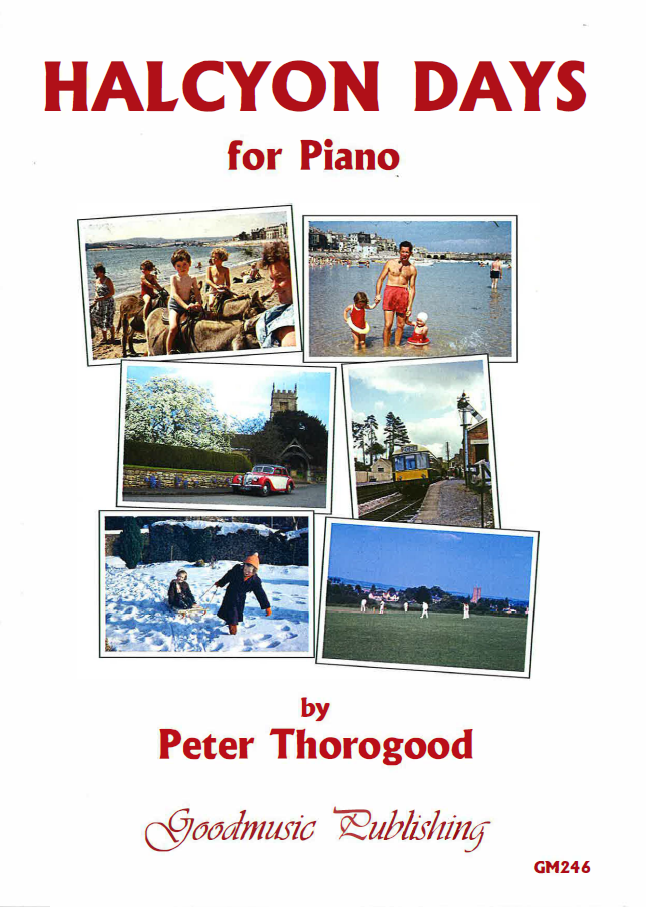 HALCYON DAYS
for Piano
by
Peter Thorogood
Goodmusic Publishing
GM246